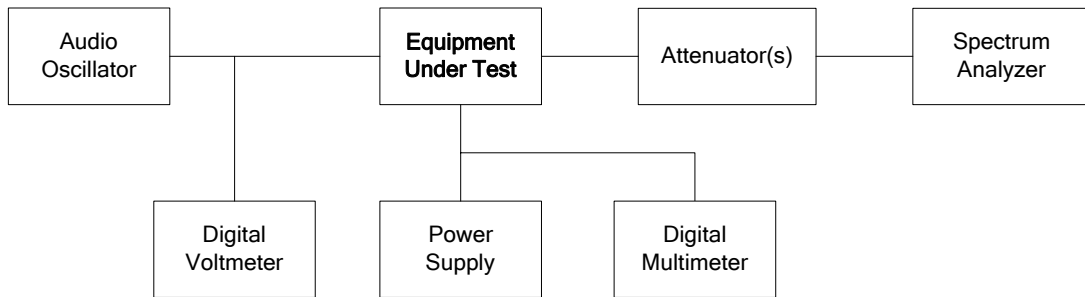 Audio
Oscillator
Equipment
Under Test
Attenuator(s)
Spectrum
Analyzer
Digital
Voltmeter
Power
Supply
Digital
Multimeter